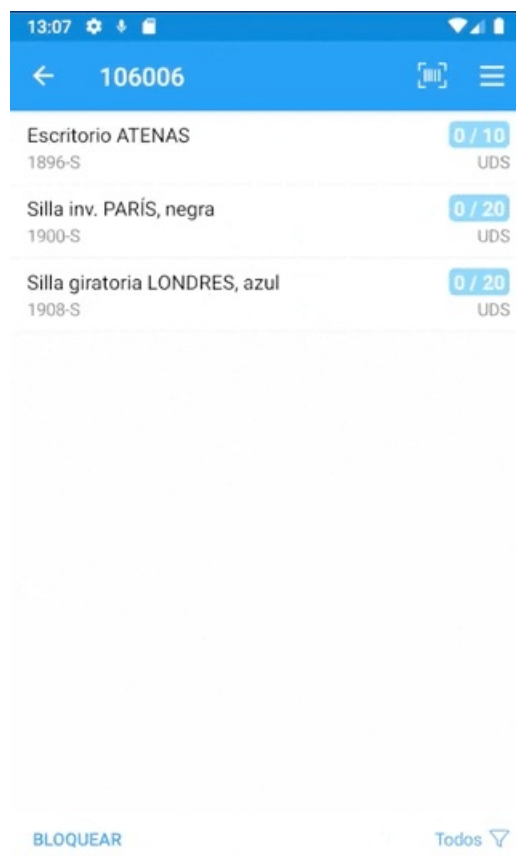 13:07
106006
Escritorio ATENAS
0 / 10
1896-S
UDS
Silla inv. PARÍS, negra
0 / 20
1900-S
UDS
Silla giratoria LONDRES, azul
0 / 20
1908-S
UDS
BLOQUEAR
Todos